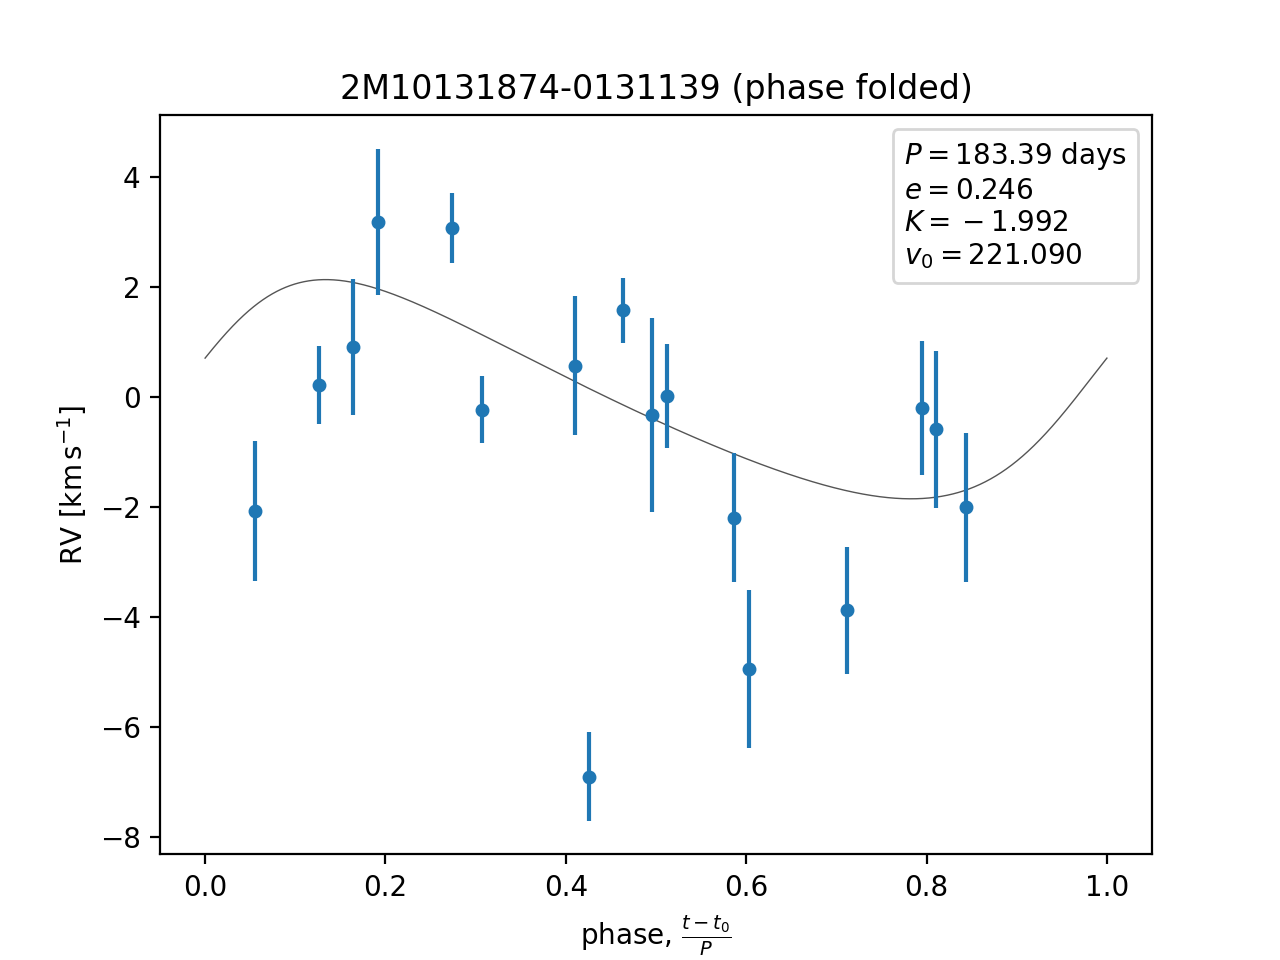 2M10131874-0131139 (phase folded)
P = 183.39 days
e = 0.246
K = −1.992
v₀ = 221.090
4
2
0
−2
−4
−6
−8
RV [km s⁻¹]
0.0 0.2 0.4 0.6 0.8 1.0
phase, (t − t₀)/P